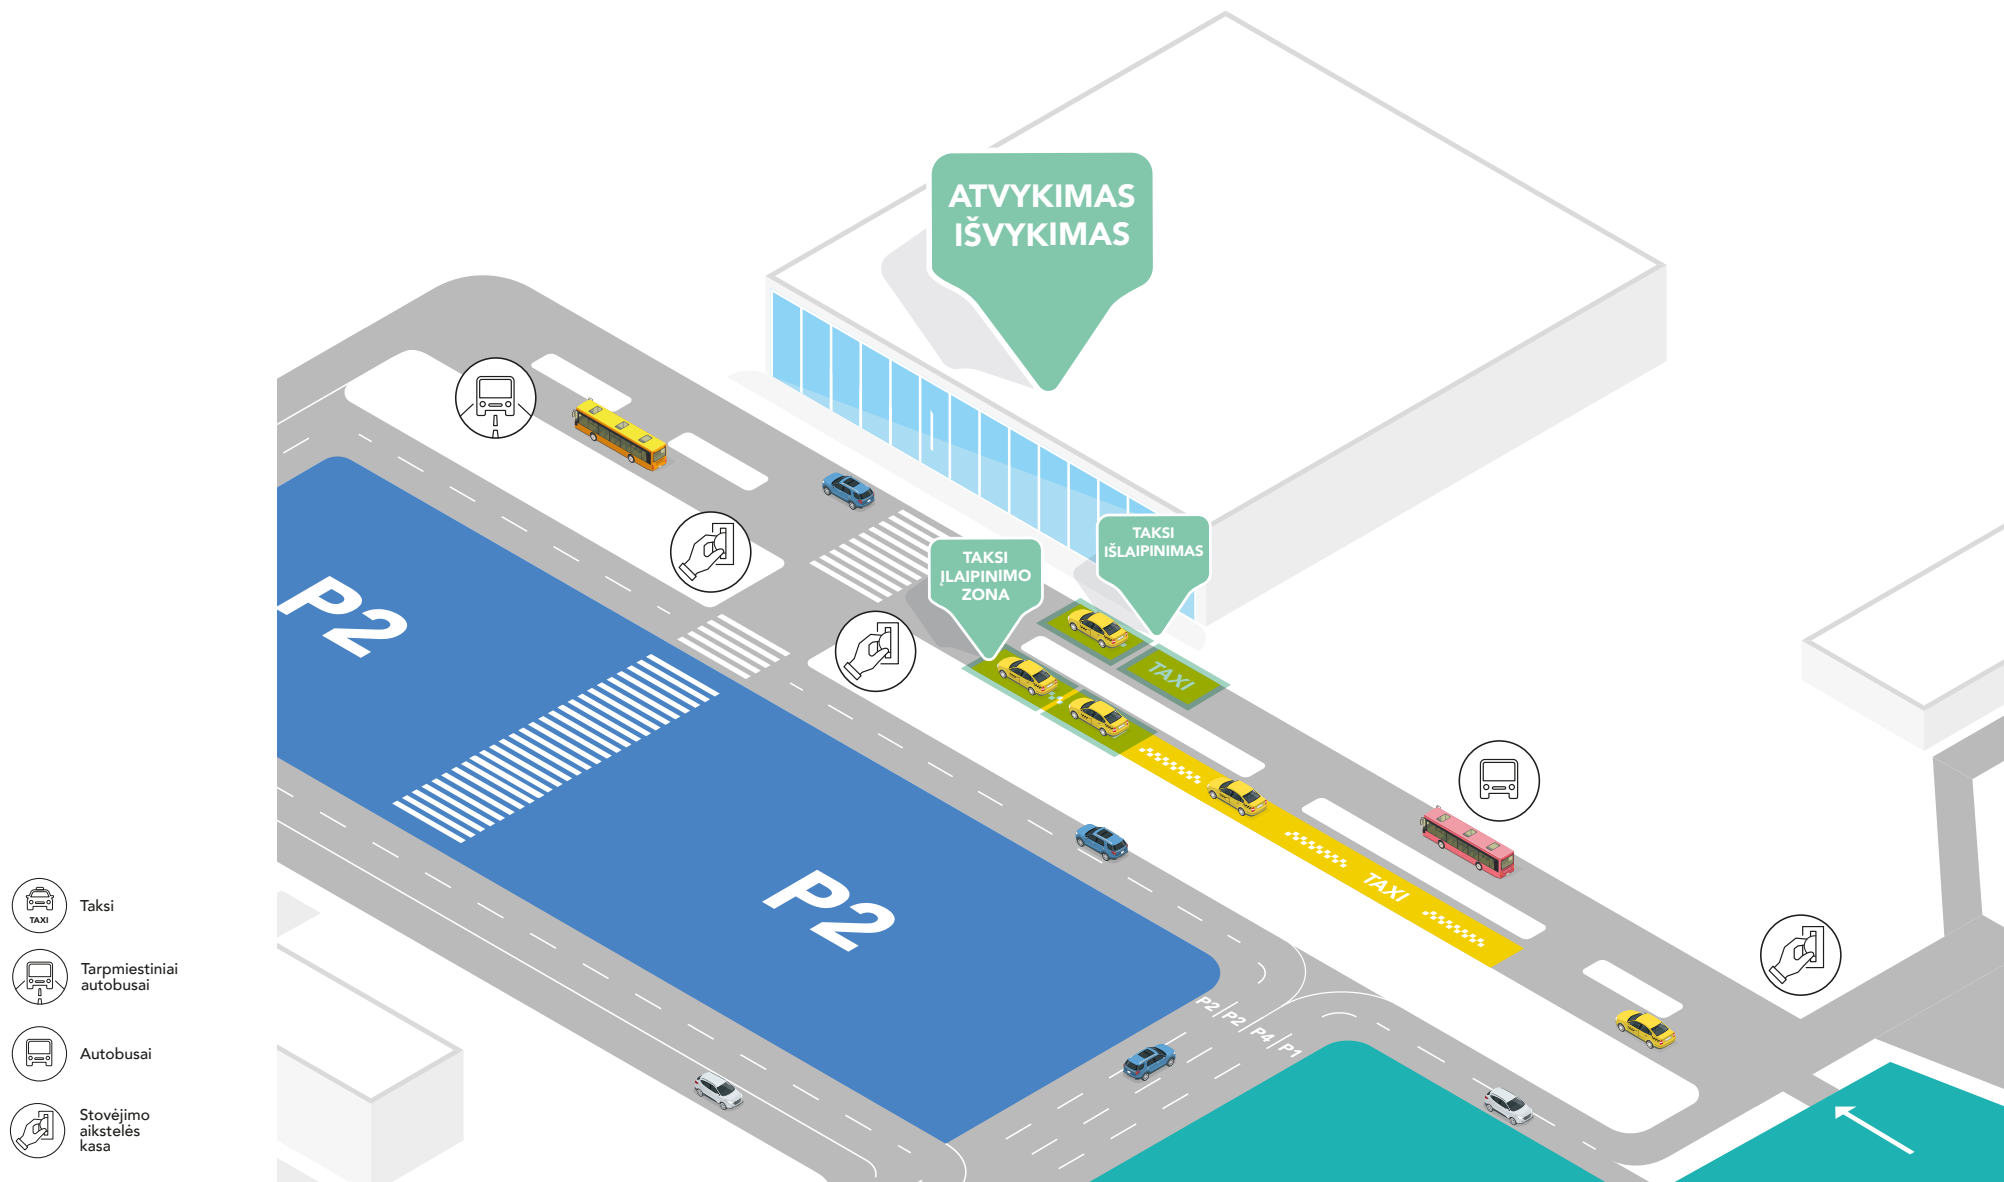 ATVYKIMAS
IŠVYKIMAS
TAKSI
IŠLAIPINIMAS
TAKSI
ĮLAIPINIMO
ZONA
P2
TAXI
P2
TAXI
P2
P2
P4
P1
TAXI
Taksi
Tarpmiestiniai
autobusai
Autobusai
Stovėjimo
aikstelės
kasa